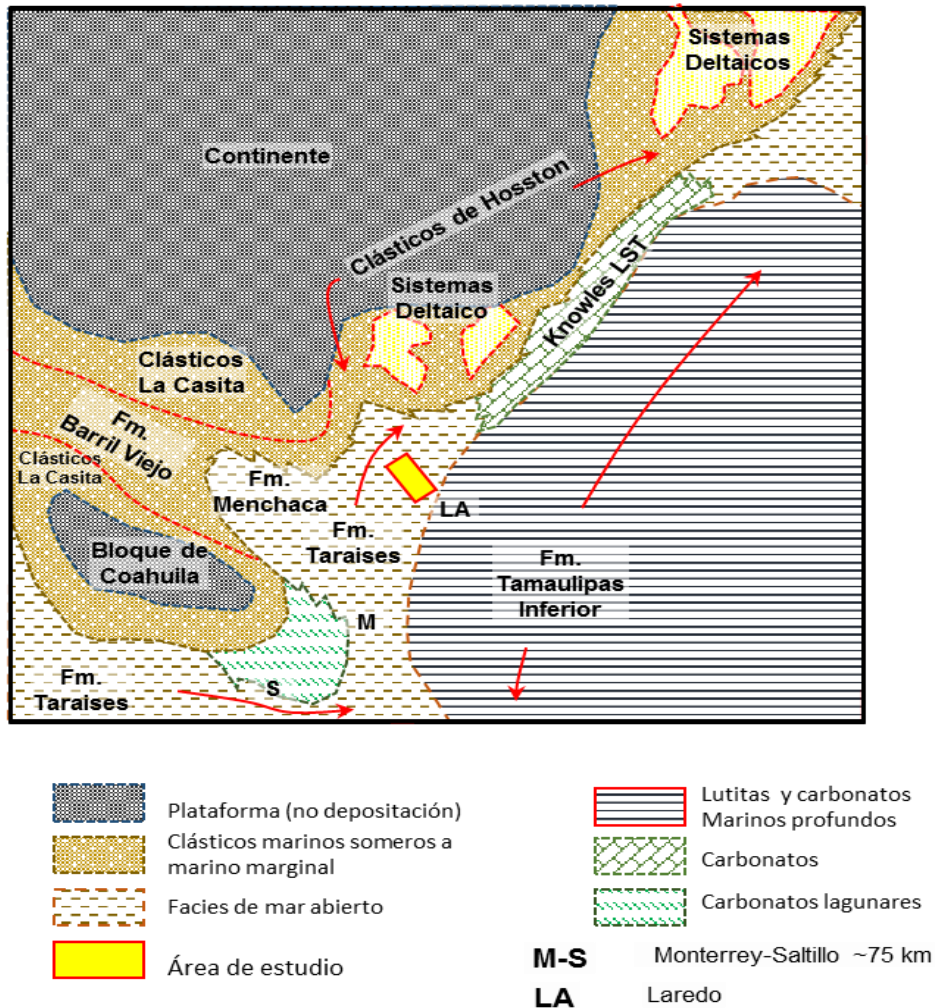 Sistemas
Deltaicos
Continente
Clásticos de Hosston
Sistemas
Deltaico
Knowles LST
Clásticos
La Casita
Fm.
Barril Viejo
Clásticos
La Casita
Fm.
Menchaca
LA
Fm.
Taraises
Bloque de
Coahuila
Fm.
Tamaulipas
Inferior
M
Fm.
Taraises
S
Plataforma (no depositación)
Clásticos marinos someros a
marino marginal
Facies de mar abierto
Área de estudio
Lutitas y carbonatos
Marinos profundos
Carbonatos
Carbonatos lagunares
M-S Monterrey-Saltillo ~75 km
LA Laredo